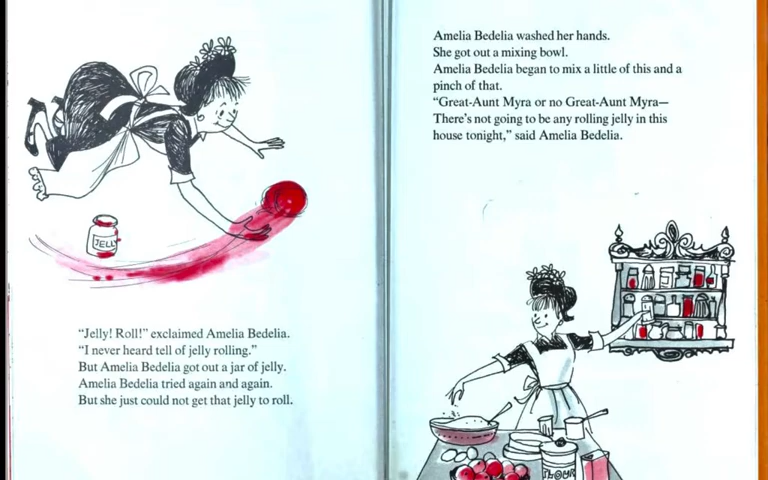 Amelia Bedelia washed her hands.
She got out a mixing bowl.
Amelia Bedelia began to mix a little of this and a
pinch of that.
“Great-Aunt Myra or no Great-Aunt Myra—
There’s not going to be any rolling jelly in this
house tonight,” said Amelia Bedelia.
JELLY
“Jelly! Roll!” exclaimed Amelia Bedelia.
“I never heard tell of jelly rolling.”
But Amelia Bedelia got out a jar of jelly.
Amelia Bedelia tried again and again.
But she just could not get that jelly to roll.
FLOUR